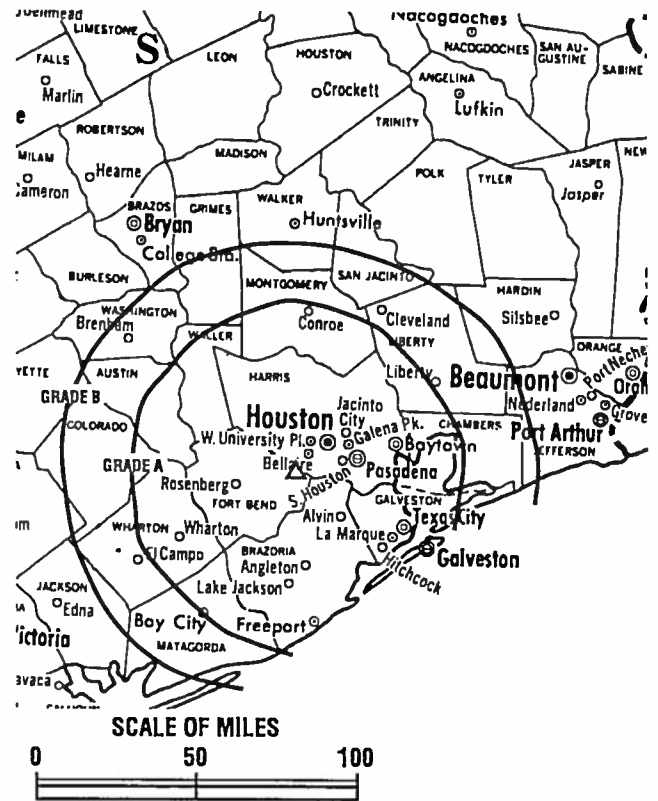 LIMESTONE
S
FALLS
Marlin
LEON
HOUSTON
Crockett
Nacogdoches
NACOGDOCHES
SAN AU-
GUSTINE
SABINE
ANGELINA
Lufkin
ROBERTSON
TRINITY
MILAM
Hearne
MADISON
POLK
TYLER
JASPER
Jasper
NEW
BRAZOS
Bryan
GRIMES
WALKER
Huntsville
College Sta.
BURLESON
MONTGOMERY
SAN JACINTO
HARDIN
Silsbee
WASHINGTON
Brenham
Conroe
Cleveland
LIBERTY
WALLER
ORANGE
AUSTIN
HARRIS
Liberty
Beaumont
Port Neche
Nederland
Grove
GRADE B
COLORADO
Houston
Jacinto
City
Galena Pk.
CHAMBERS
Port Arthur
W. University Pl.
Baytown
JEFFERSON
GRADE A
Bellaire
Pasadena
S. Houston
Rosenberg
FORT BEND
GALVESTON
Alvin
Texas City
WHARTON
Wharton
La Marque
El Campo
BRAZORIA
Hitchcock
Galveston
Angleton
JACKSON
Edna
Lake Jackson
Bay City
Freeport
MATAGORDA
SCALE OF MILES
0 50 100